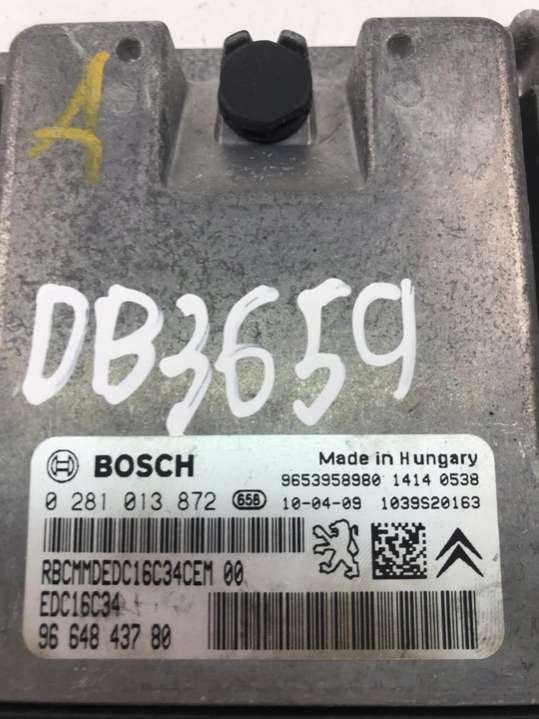 A
DB3659
BOSCH Made in Hungary
9653958980 1414 0538
0 281 013 872 658 10-04-09 1039S20163
RBCMMDEDC16C34CEM 00
EDC16C34
96 648 437 80